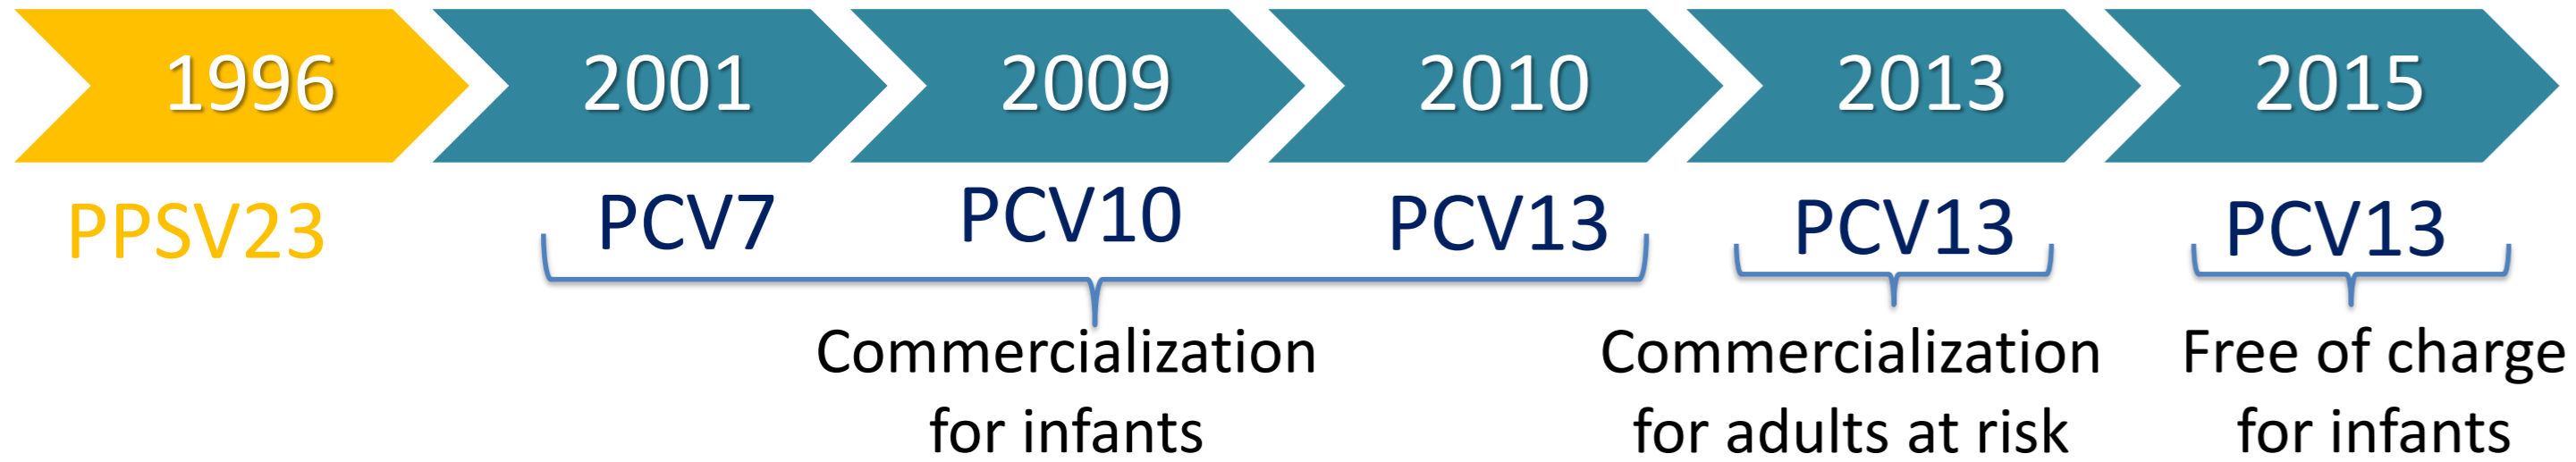 1996 2001 2009 2010 2013 2015
PPSV23 PCV7 PCV10 PCV13 PCV13 PCV13
Commercialization
for infants
Commercialization
for adults at risk
Free of charge
for infants